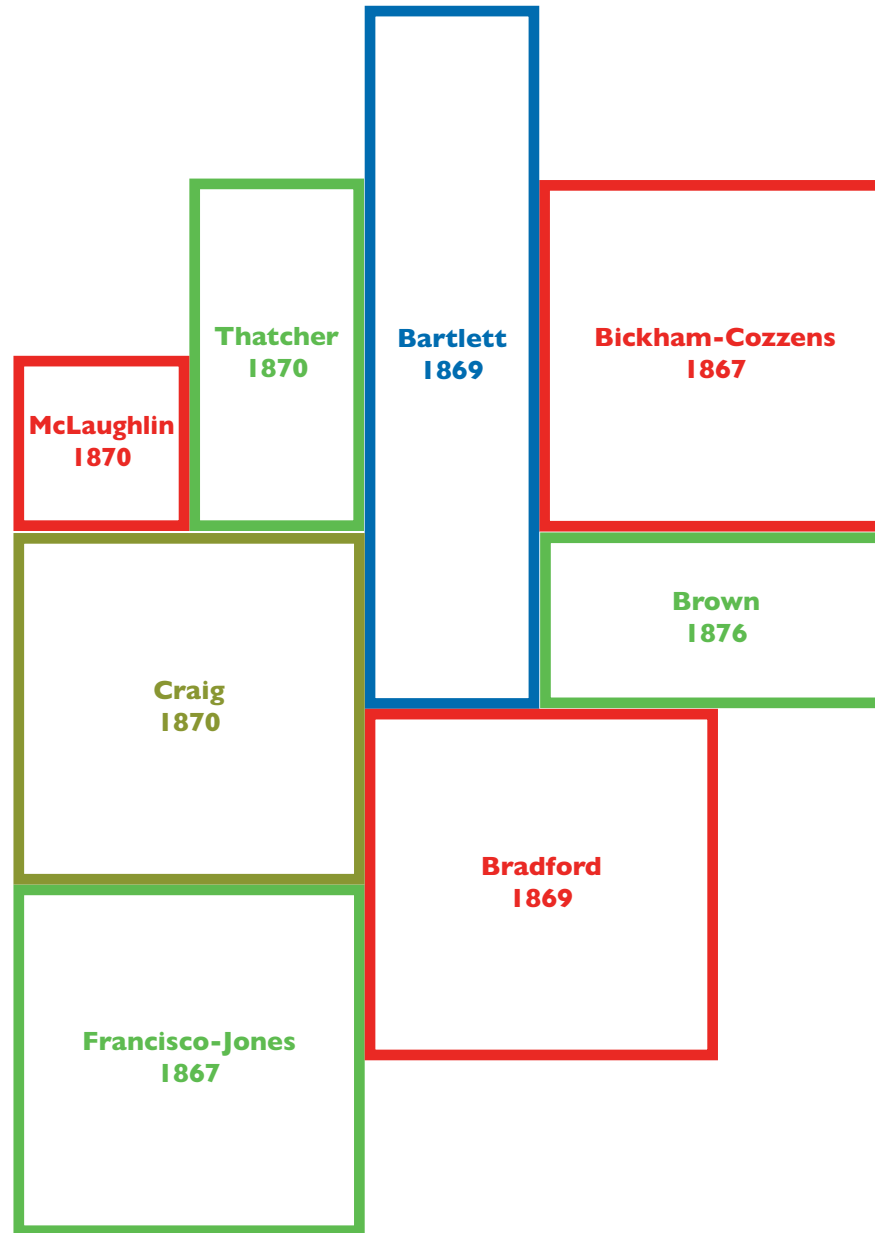 Thatcher
1870
Bartlett
1869
Bickham-Cozzens
1867
McLaughlin
1870
Brown
1876
Craig
1870
Bradford
1869
Francisco-Jones
1867